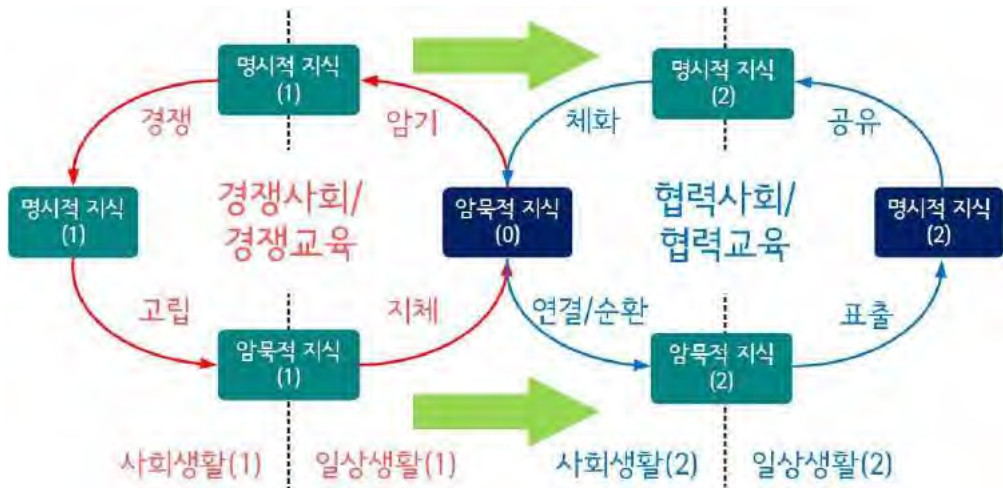 명시적 지식
(1)
명시적 지식
(2)
경쟁
암기
체화
공유
명시적 지식
(1)
경쟁사회/
경쟁교육
암묵적 지식
(0)
협력사회/
협력교육
명시적 지식
(2)
고립
지체
연결/순환
표출
암묵적 지식
(1)
암묵적 지식
(2)
사회생활(1)
일상생활(1)
사회생활(2)
일상생활(2)